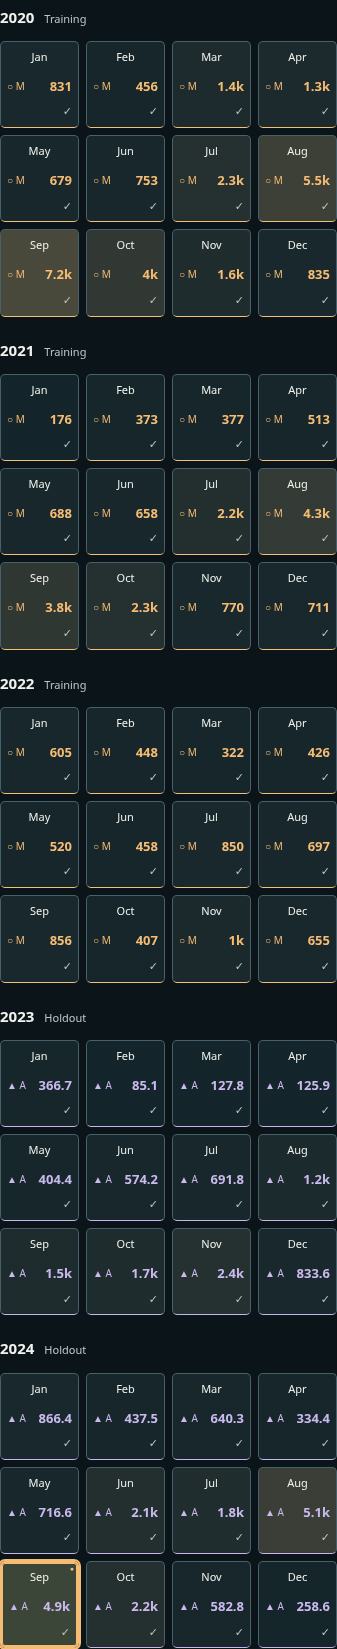 2020 Training
Jan Feb Mar Apr
○ M 831 ○ M 456 ○ M 1.4k ○ M 1.3k
✓ ✓ ✓ ✓
May Jun Jul Aug
○ M 679 ○ M 753 ○ M 2.3k ○ M 5.5k
✓ ✓ ✓ ✓
Sep Oct Nov Dec
○ M 7.2k ○ M 4k ○ M 1.6k ○ M 835
✓ ✓ ✓ ✓
2021 Training
Jan Feb Mar Apr
○ M 176 ○ M 373 ○ M 377 ○ M 513
✓ ✓ ✓ ✓
May Jun Jul Aug
○ M 688 ○ M 658 ○ M 2.2k ○ M 4.3k
✓ ✓ ✓ ✓
Sep Oct Nov Dec
○ M 3.8k ○ M 2.3k ○ M 770 ○ M 711
✓ ✓ ✓ ✓
2022 Training
Jan Feb Mar Apr
○ M 605 ○ M 448 ○ M 322 ○ M 426
✓ ✓ ✓ ✓
May Jun Jul Aug
○ M 520 ○ M 458 ○ M 850 ○ M 697
✓ ✓ ✓ ✓
Sep Oct Nov Dec
○ M 856 ○ M 407 ○ M 1k ○ M 655
✓ ✓ ✓ ✓
2023 Holdout
Jan Feb Mar Apr
▲ A 366.7 ▲ A 85.1 ▲ A 127.8 ▲ A 125.9
✓ ✓ ✓ ✓
May Jun Jul Aug
▲ A 404.4 ▲ A 574.2 ▲ A 691.8 ▲ A 1.2k
✓ ✓ ✓ ✓
Sep Oct Nov Dec
▲ A 1.5k ▲ A 1.7k ▲ A 2.4k ▲ A 833.6
✓ ✓ ✓ ✓
2024 Holdout
Jan Feb Mar Apr
▲ A 866.4 ▲ A 437.5 ▲ A 640.3 ▲ A 334.4
✓ ✓ ✓ ✓
May Jun Jul Aug
▲ A 716.6 ▲ A 2.1k ▲ A 1.8k ▲ A 5.1k
✓ ✓ ✓ ✓
Sep Oct Nov Dec
▲ A 4.9k ▲ A 2.2k ▲ A 582.8 ▲ A 258.6
✓ ✓ ✓ ✓